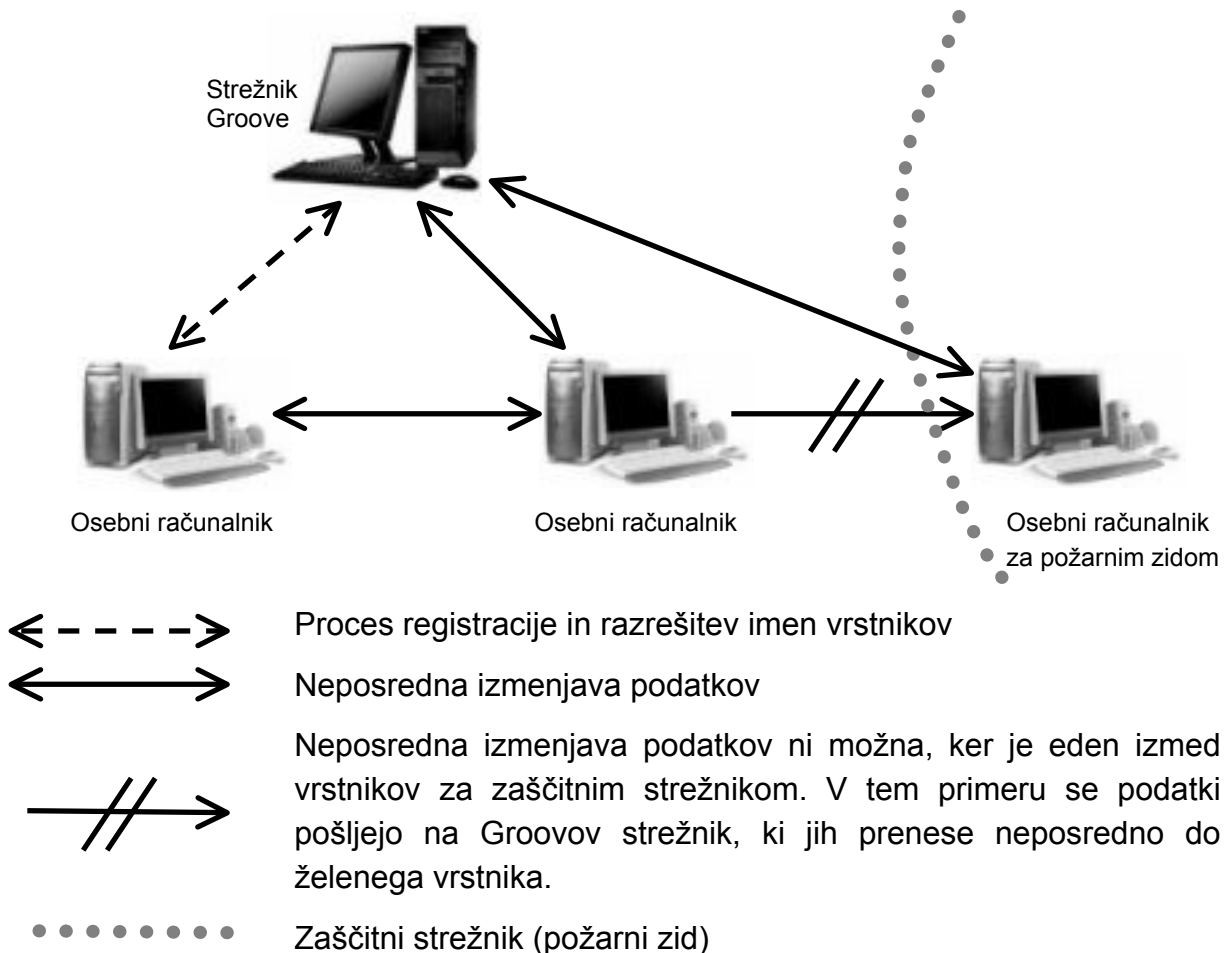 Strežnik
Groove
Osebni računalnik
Osebni računalnik
Osebni računalnik
za požarnim zidom
Proces registracije in razrešitev imen vrstnikov
Neposredna izmenjava podatkov
Neposredna izmenjava podatkov ni možna, ker je eden izmed
vrstnikov za zaščitnim strežnikom. V tem primeru se podatki
pošljejo na Groovov strežnik, ki jih prenese neposredno do
želenega vrstnika.
Zaščitni strežnik (požarni zid)